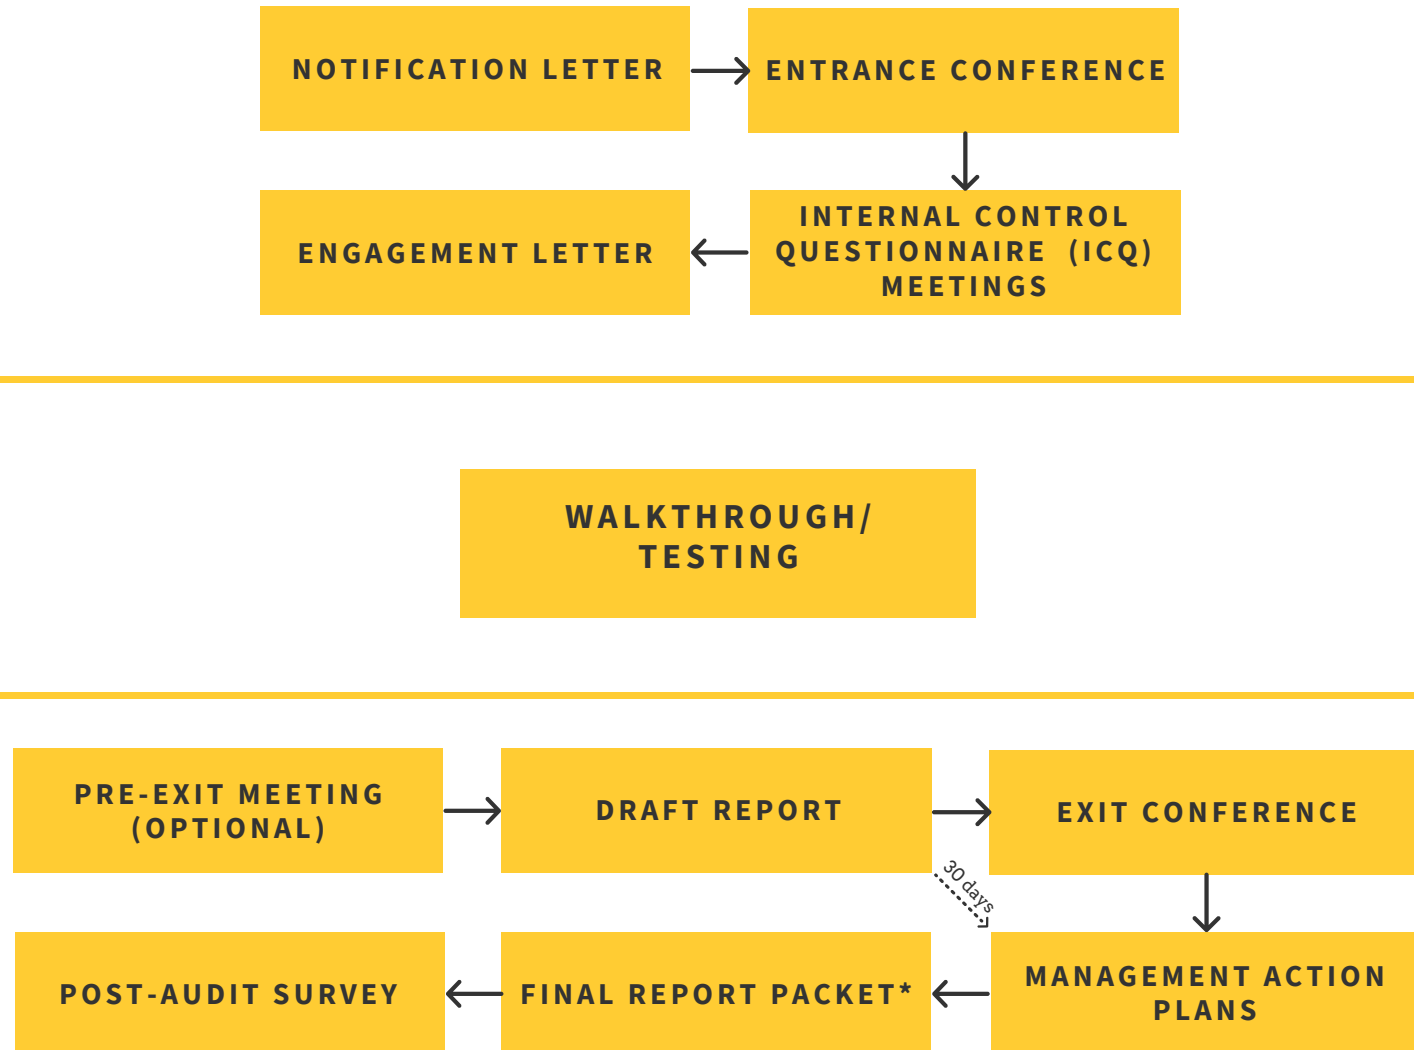 NOTIFICATION LETTER
ENTRANCE CONFERENCE
INTERNAL CONTROL
QUESTIONNAIRE (ICQ)
MEETINGS
ENGAGEMENT LETTER
WALKTHROUGH/
TESTING
PRE-EXIT MEETING
(OPTIONAL)
DRAFT REPORT
EXIT CONFERENCE
30 days
MANAGEMENT ACTION
PLANS
FINAL REPORT PACKET*
POST-AUDIT SURVEY